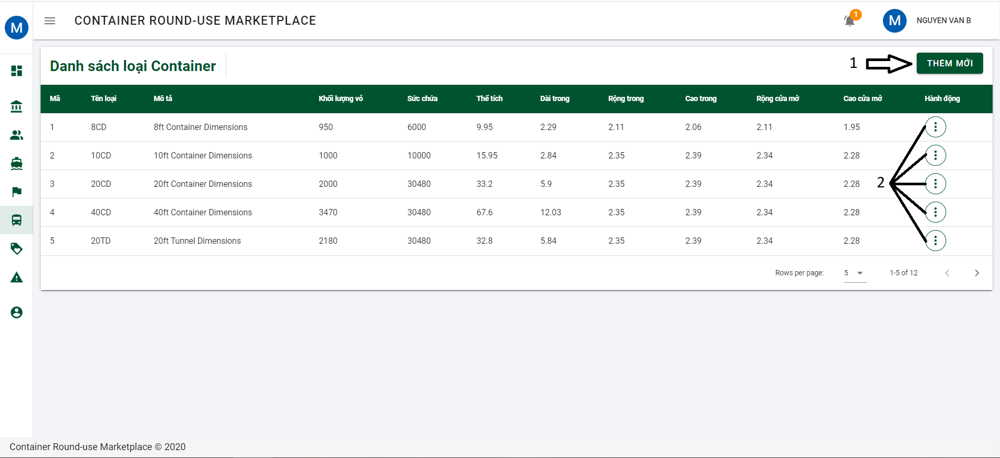 M
CONTAINER ROUND-USE MARKETPLACE
1
M
NGUYEN VAN B
Danh sách loại Container
1
THÊM MỚI
Mã Tên loại Mô tả Khối lượng vỏ Sức chứa Thể tích Dài trong Rộng trong Cao trong Rộng cửa mở Cao cửa mở Hành động
1 8CD 8ft Container Dimensions 950 6000 9.95 2.29 2.11 2.06 2.11 1.95
2 10CD 10ft Container Dimensions 1000 10000 15.95 2.84 2.35 2.39 2.34 2.28
3 20CD 20ft Container Dimensions 2000 30480 33.2 5.9 2.35 2.39 2.34 2.28
2
4 40CD 40ft Container Dimensions 3470 30480 67.6 12.03 2.35 2.39 2.34 2.28
5 20TD 20ft Tunnel Dimensions 2180 30480 32.8 5.84 2.35 2.39 2.34 2.28
Rows per page: 5 1-5 of 12
Container Round-use Marketplace © 2020